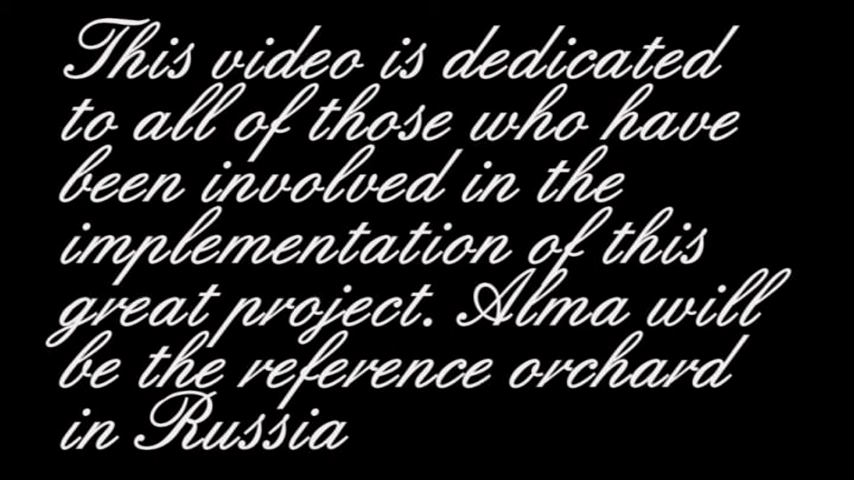 This video is dedicated
to all of those who have
been involved in the
implementation of this
great project. Alma will
be the reference orchard
in Russia